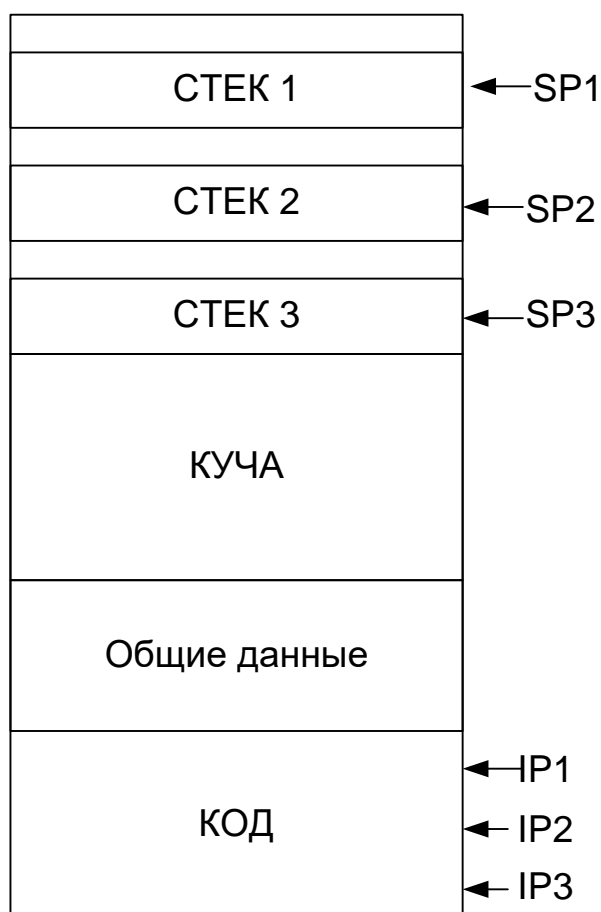 СТЕК 1
SP1
СТЕК 2
SP2
СТЕК 3
SP3
КУЧА
Общие данные
IP1
КОД
IP2
IP3